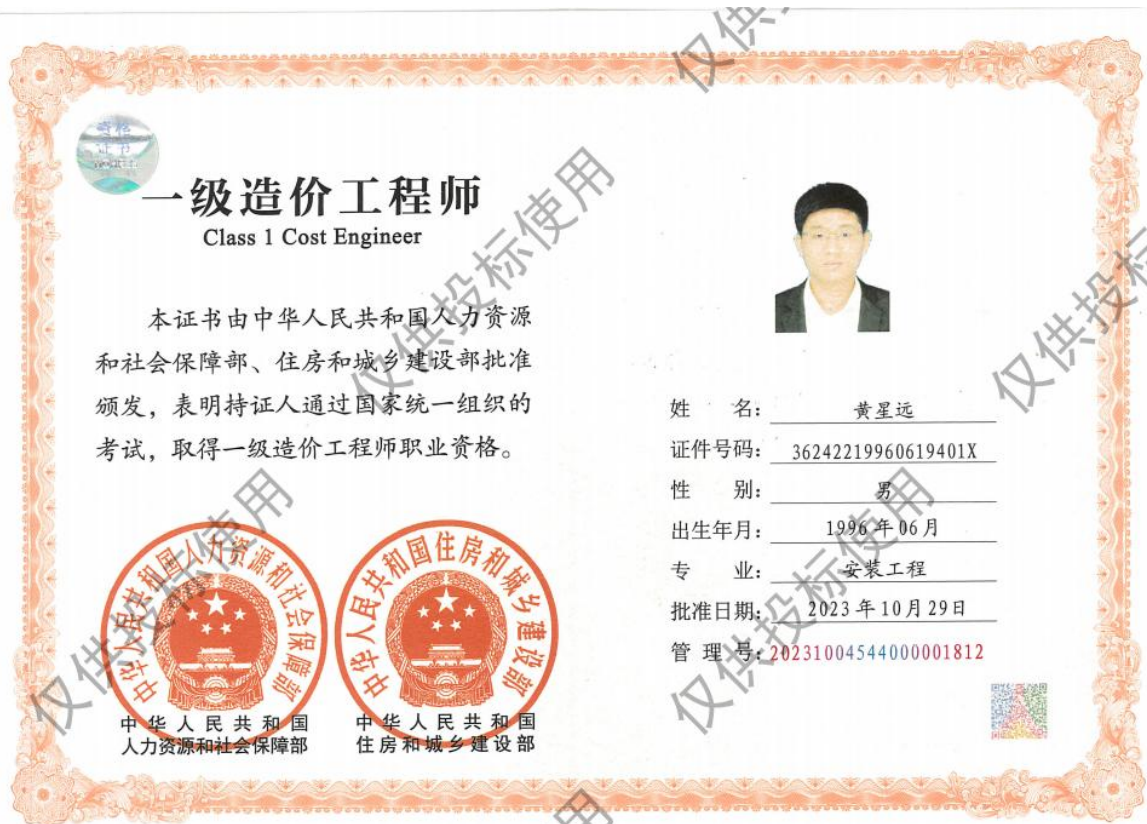 仅供投标使用
资格
证书
一级造价工程师
Class 1 Cost Engineer
本证书由中华人民共和国人力资源
和社会保障部、住房和城乡建设部批准
颁发,表明持证人通过国家统一组织的
考试,取得一级造价工程师职业资格。
中华人民共和国人力资源和社会保障部
中华人民共和国住房和城乡建设部
中华人民共和国
人力资源和社会保障部
中华人民共和国
住房和城乡建设部
姓 名: 黄星远
证件号码: 36242219960619401X
性 别: 男
出生年月: 1996年06月
专 业: 安装工程
批准日期: 2023年10月29日
管 理 号: 20231004544000001812
仅供投标使用
仅供投标使用
仅供投
仅供